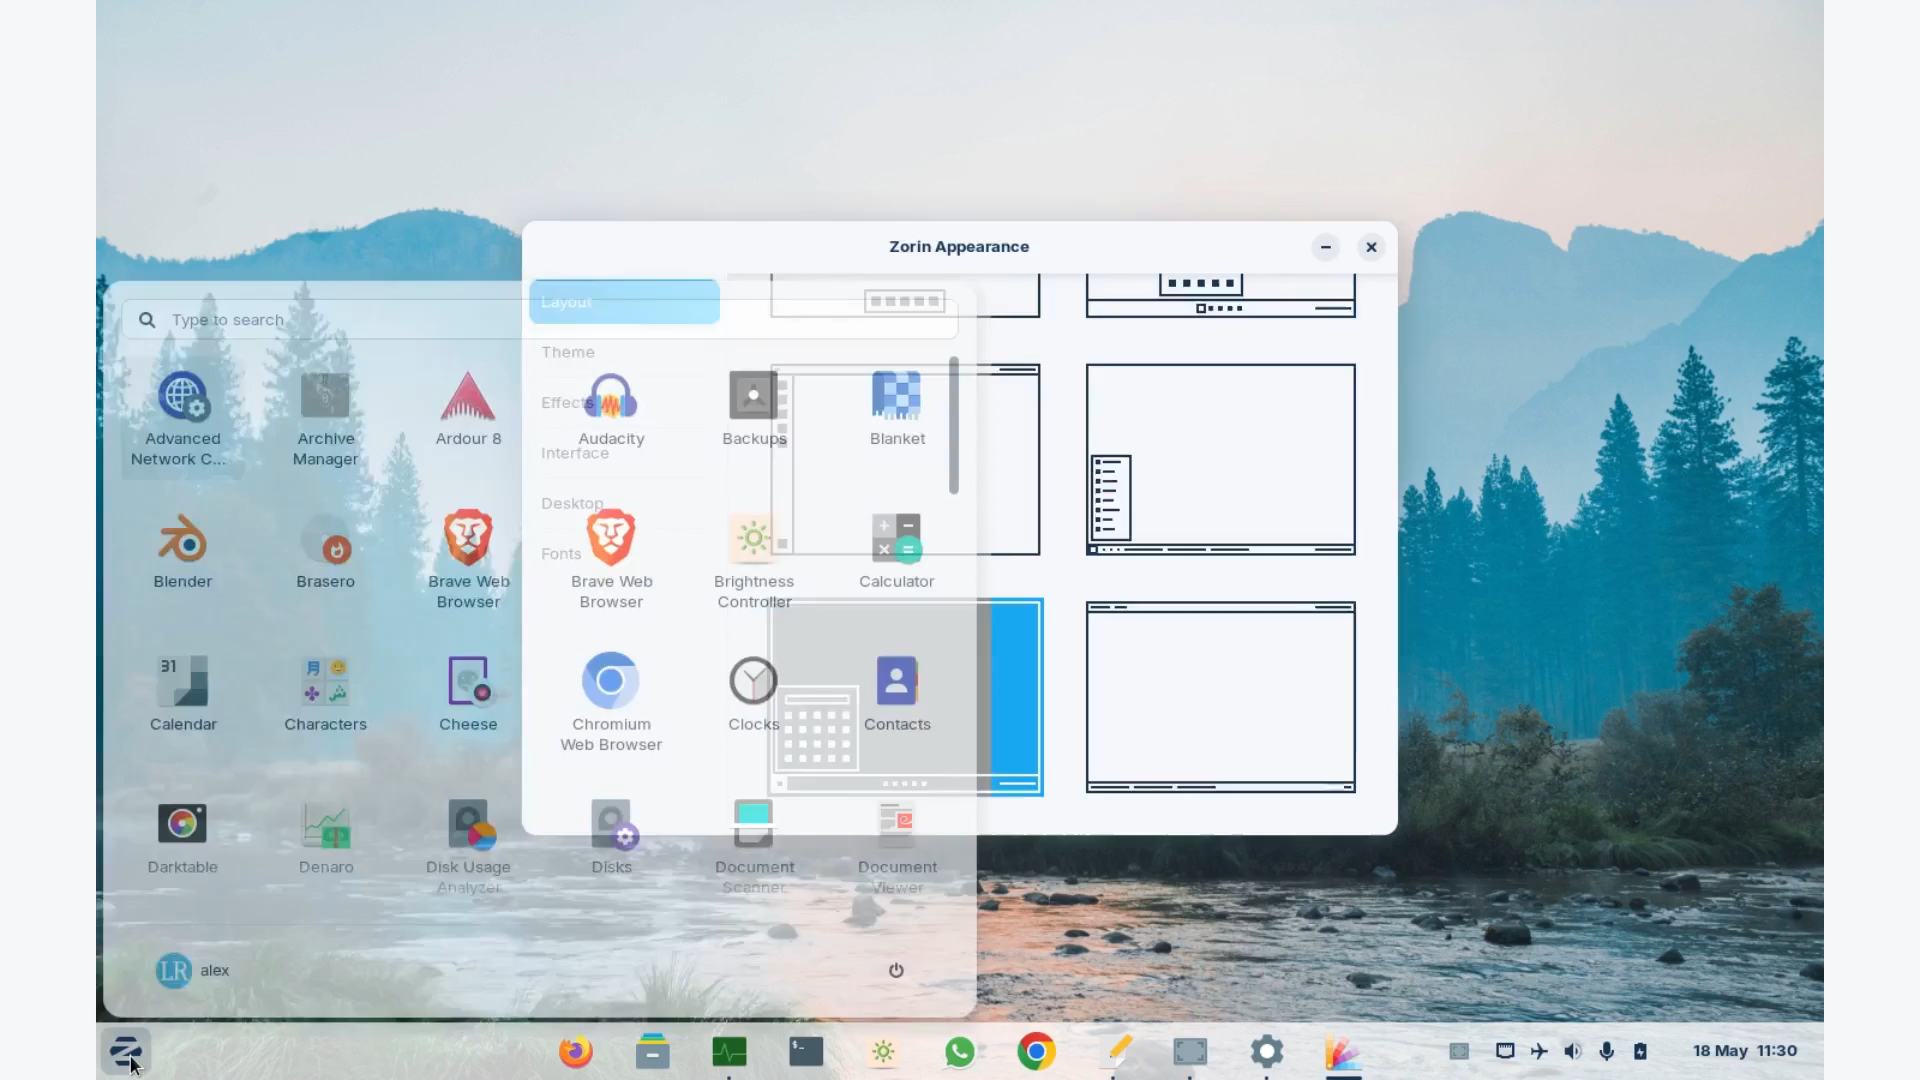 Zorin Appearance
Layout
Type to search
Theme
Effects
Interface
Desktop
Fonts
Advanced
Network C...
Archive
Manager
Ardour 8
Audacity
Backups
Blanket
Blender
Brasero
Brave Web
Browser
Brave Web
Browser
Brightness
Controller
Calculator
31
Calendar
Characters
Cheese
Chromium
Web Browser
Clocks
Contacts
Darktable
Denaro
Disk Usage
Analyzer
Disks
Document
Scanner
Document
Viewer
LR alex
18 May 11:30